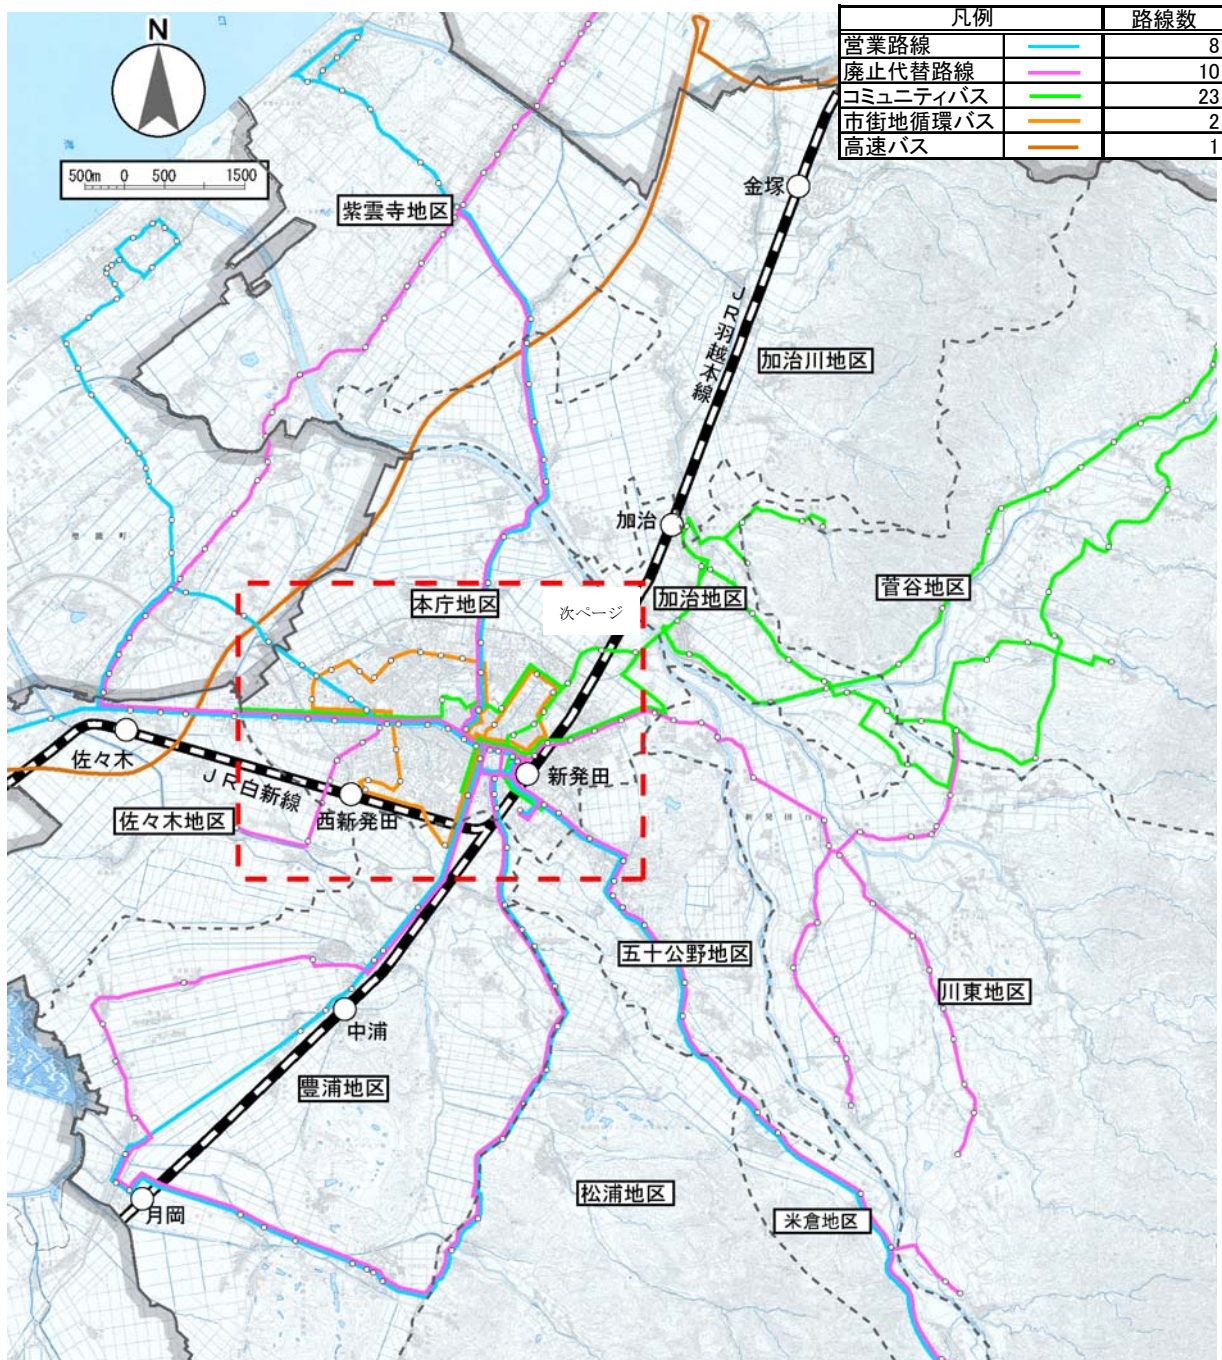 凡例 路線数
営業路線 8
廃止代替路線 10
コミュニティバス 23
市街地循環バス 2
高速バス 1
N
500m 0 500 1500
金塚
紫雲寺地区
JR羽越本線
加治川地区
加治
菅谷地区
本庁地区
次ページ
加治地区
佐々木
JR白新線
新発田
西新発田
佐々木地区
五十公野地区
川東地区
中浦
豊浦地区
松浦地区
米倉地区
月岡